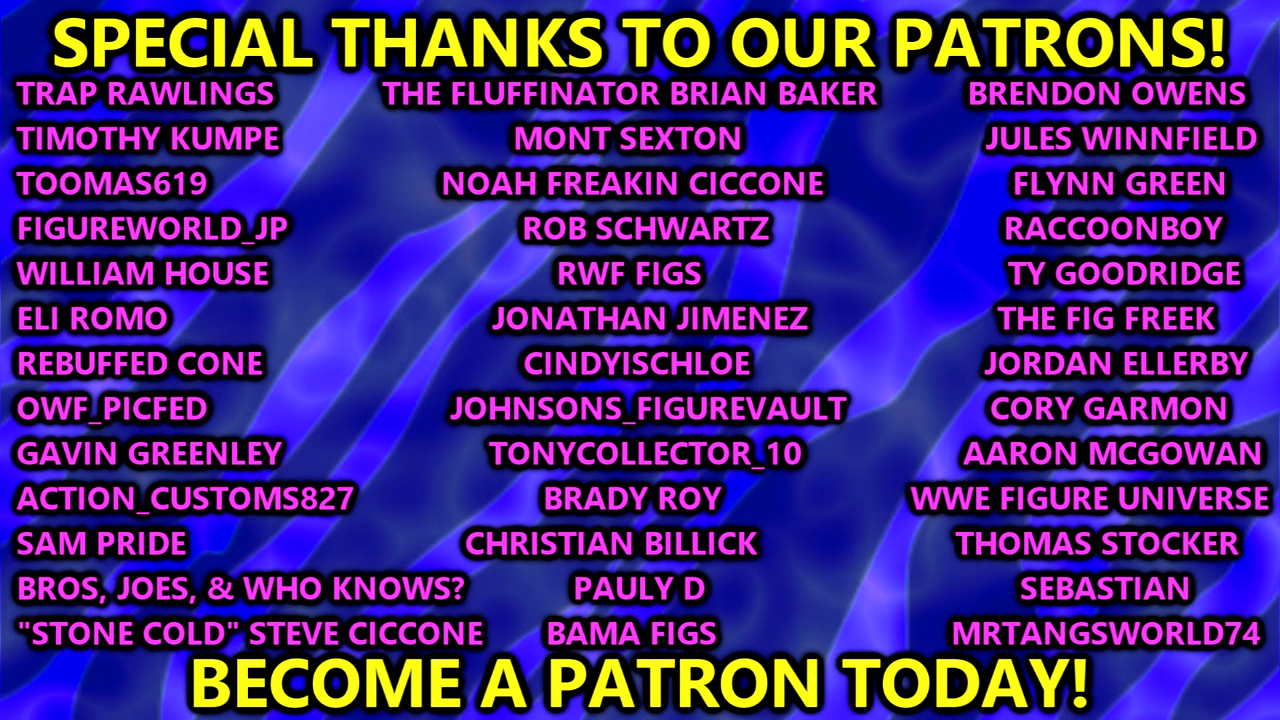 SPECIAL THANKS TO OUR PATRONS!
TRAP RAWLINGS
TIMOTHY KUMPE
TOOMAS619
FIGUREWORLD_JP
WILLIAM HOUSE
ELI ROMO
REBUFFED CONE
OWF_PICFED
GAVIN GREENLEY
ACTION_CUSTOMS827
SAM PRIDE
BROS, JOES, & WHO KNOWS?
"STONE COLD" STEVE CICCONE
THE FLUFFINATOR BRIAN BAKER
MONT SEXTON
NOAH FREAKIN CICCONE
ROB SCHWARTZ
RWF FIGS
JONATHAN JIMENEZ
CINDYISCHLOE
JOHNSONS_FIGUREVAULT
TONYCOLLECTOR_10
BRADY ROY
CHRISTIAN BILLICK
PAULY D
BAMA FIGS
BRENDON OWENS
JULES WINNFIELD
FLYNN GREEN
RACCOONBOY
TY GOODRIDGE
THE FIG FREEK
JORDAN ELLERBY
CORY GARMON
AARON MCGOWAN
WWE FIGURE UNIVERSE
THOMAS STOCKER
SEBASTIAN
MRTANGSWORLD74
BECOME A PATRON TODAY!